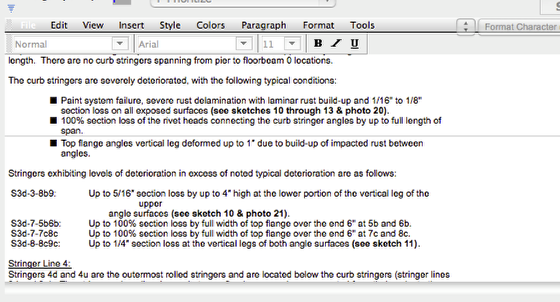 Prioritize
File Edit View Insert Style Colors Paragraph Format Tools
Format Character
Normal Arial 11 B I U
length. There are no curb stringers spanning from pier to floorbeam 0 locations.
The curb stringers are severely deteriorated, with the following typical conditions:
■ Paint system failure, severe rust delamination with laminar rust build-up and 1/16" to 1/8"
section loss on all exposed surfaces (see sketches 10 through 13 & photo 20).
■ 100% section loss of the rivet heads connecting the curb stringer angles by up to full length of
span.
■ Top flange angles vertical leg deformed up to 1" due to build-up of impacted rust between
angles.
Stringers exhibiting levels of deterioration in excess of noted typical deterioration are as follows:
S3d-3-8b9: Up to 5/16" section loss by up to 4" high at the lower portion of the vertical leg of the
upper
angle surfaces (see sketch 10 & photo 21).
S3d-7-5b6b: Up to 100% section loss by full width of top flange over the end 6" at 5b and 6b.
S3d-7-7c8c: Up to 100% section loss by full width of top flange over the end 6" at 7c and 8c.
S3d-8-8c9c: Up to 1/4" section loss at the vertical legs of both angle surfaces (see sketch 11).
Stringer Line 4:
Stringers 4d and 4u are the outermost rolled stringers and are located below the curb stringers (stringer lines